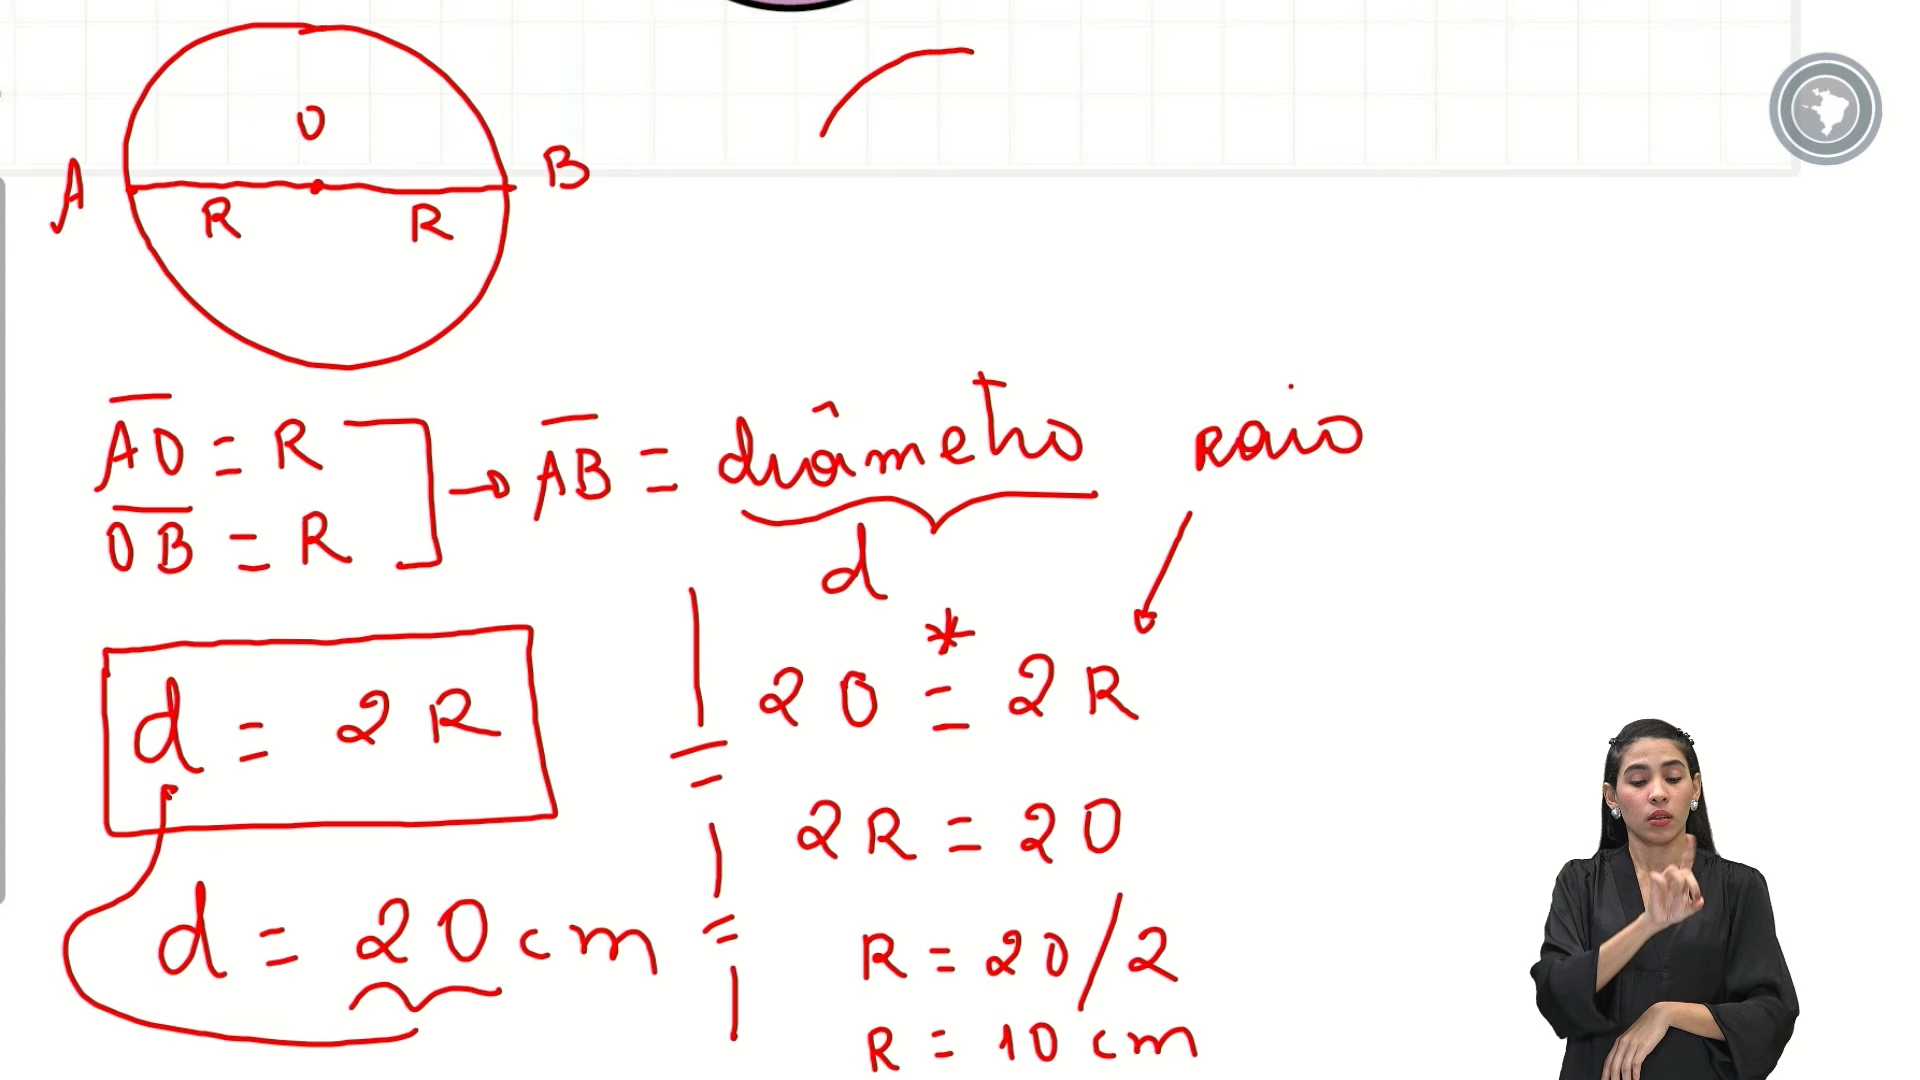 O
A B
R R
AO = R
OB = R
→ AB = diâmetro
d
raio
d = 2R
d = 20 cm
*
20 = 2R
2R = 20
R = 20/2
R = 10 cm